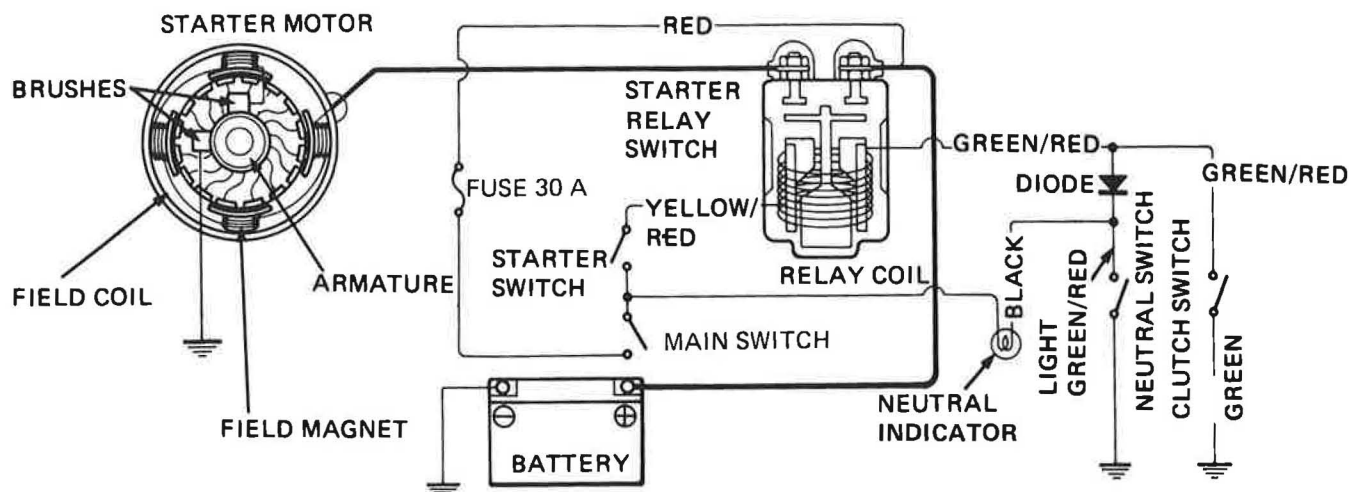 STARTER MOTOR
RED
BRUSHES
STARTER
RELAY
SWITCH
GREEN/RED
DIODE
GREEN/RED
FUSE 30 A
YELLOW/
RED
STARTER
SWITCH
ARMATURE
FIELD COIL
RELAY COIL
BLACK
LIGHT
GREEN/RED
NEUTRAL SWITCH
CLUTCH SWITCH
GREEN
MAIN SWITCH
NEUTRAL
INDICATOR
FIELD MAGNET
⊖ ⊕
BATTERY